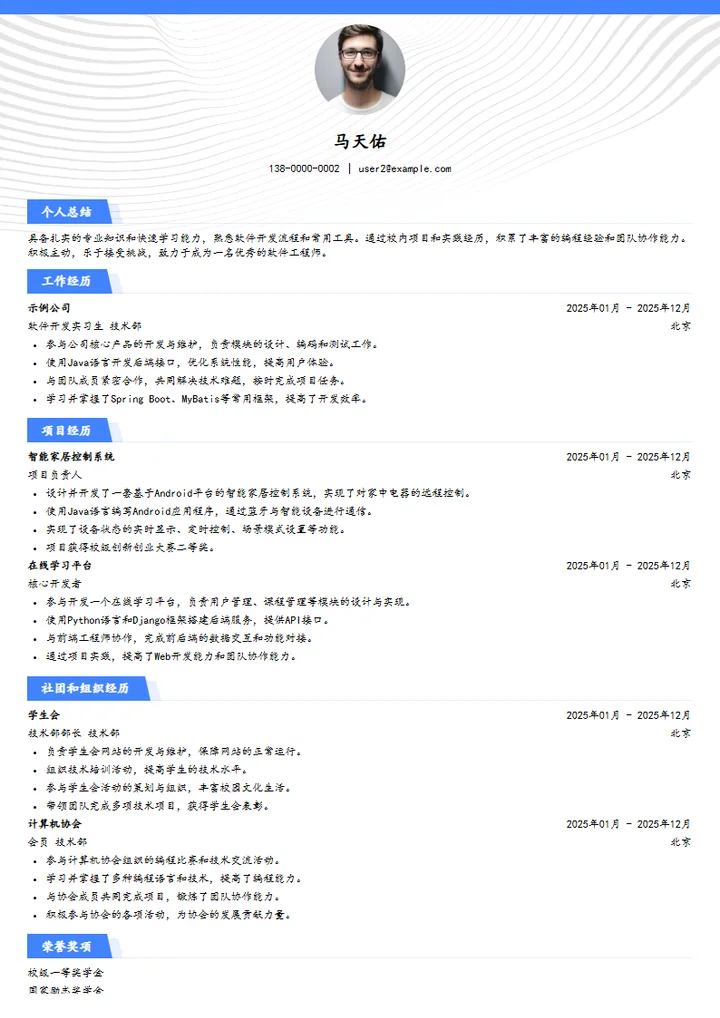 马天佑
138-0000-0002 | user2@example.com
个人总结
具备扎实的专业知识和快速学习能力，熟悉软件开发流程和常用工具。通过校内项目和实践经历，积累了丰富的编程经验和团队协作能力。
积极主动，乐于接受挑战，致力于成为一名优秀的软件工程师。
工作经历
示例公司 2025年01月 - 2025年12月
软件开发实习生 技术部 北京
• 参与公司核心产品的开发与维护，负责模块的设计、编码和测试工作。
• 使用Java语言开发后端接口，优化系统性能，提高用户体验。
• 与团队成员紧密合作，共同解决技术难题，按时完成项目任务。
• 学习并掌握了Spring Boot、MyBatis等常用框架，提高了开发效率。
项目经历
智能家居控制系统 2025年01月 - 2025年12月
项目负责人 北京
• 设计并开发了一套基于Android平台的智能家居控制系统，实现了对家中电器的远程控制。
• 使用Java语言编写Android应用程序，通过蓝牙与智能设备进行通信。
• 实现了设备状态的实时显示、定时控制、场景模式设置等功能。
• 项目获得校级创新创业大赛二等奖。
在线学习平台 2025年01月 - 2025年12月
核心开发者 北京
• 参与开发一个在线学习平台，负责用户管理、课程管理等模块的设计与实现。
• 使用Python语言和Django框架搭建后端服务，提供API接口。
• 与前端工程师协作，完成前后端的数据交互和功能对接。
• 通过项目实践，提高了Web开发能力和团队协作能力。
社团和组织经历
学生会 2025年01月 - 2025年12月
技术部部长 技术部 北京
• 负责学生会网站的开发与维护，保障网站的正常运行。
• 组织技术培训活动，提高学生的技术水平。
• 参与学生会活动的策划与组织，丰富校园文化生活。
• 带领团队完成多项技术项目，获得学生会表彰。
计算机协会 2025年01月 - 2025年12月
会员 技术部 北京
• 参与计算机协会组织的编程比赛和技术交流活动。
• 学习并掌握了多种编程语言和技术，提高了编程能力。
• 与协会成员共同完成项目，锻炼了团队协作能力。
• 积极参与协会的各项活动，为协会的发展贡献力量。
荣誉奖项
校级一等奖学金
国家励志奖学金